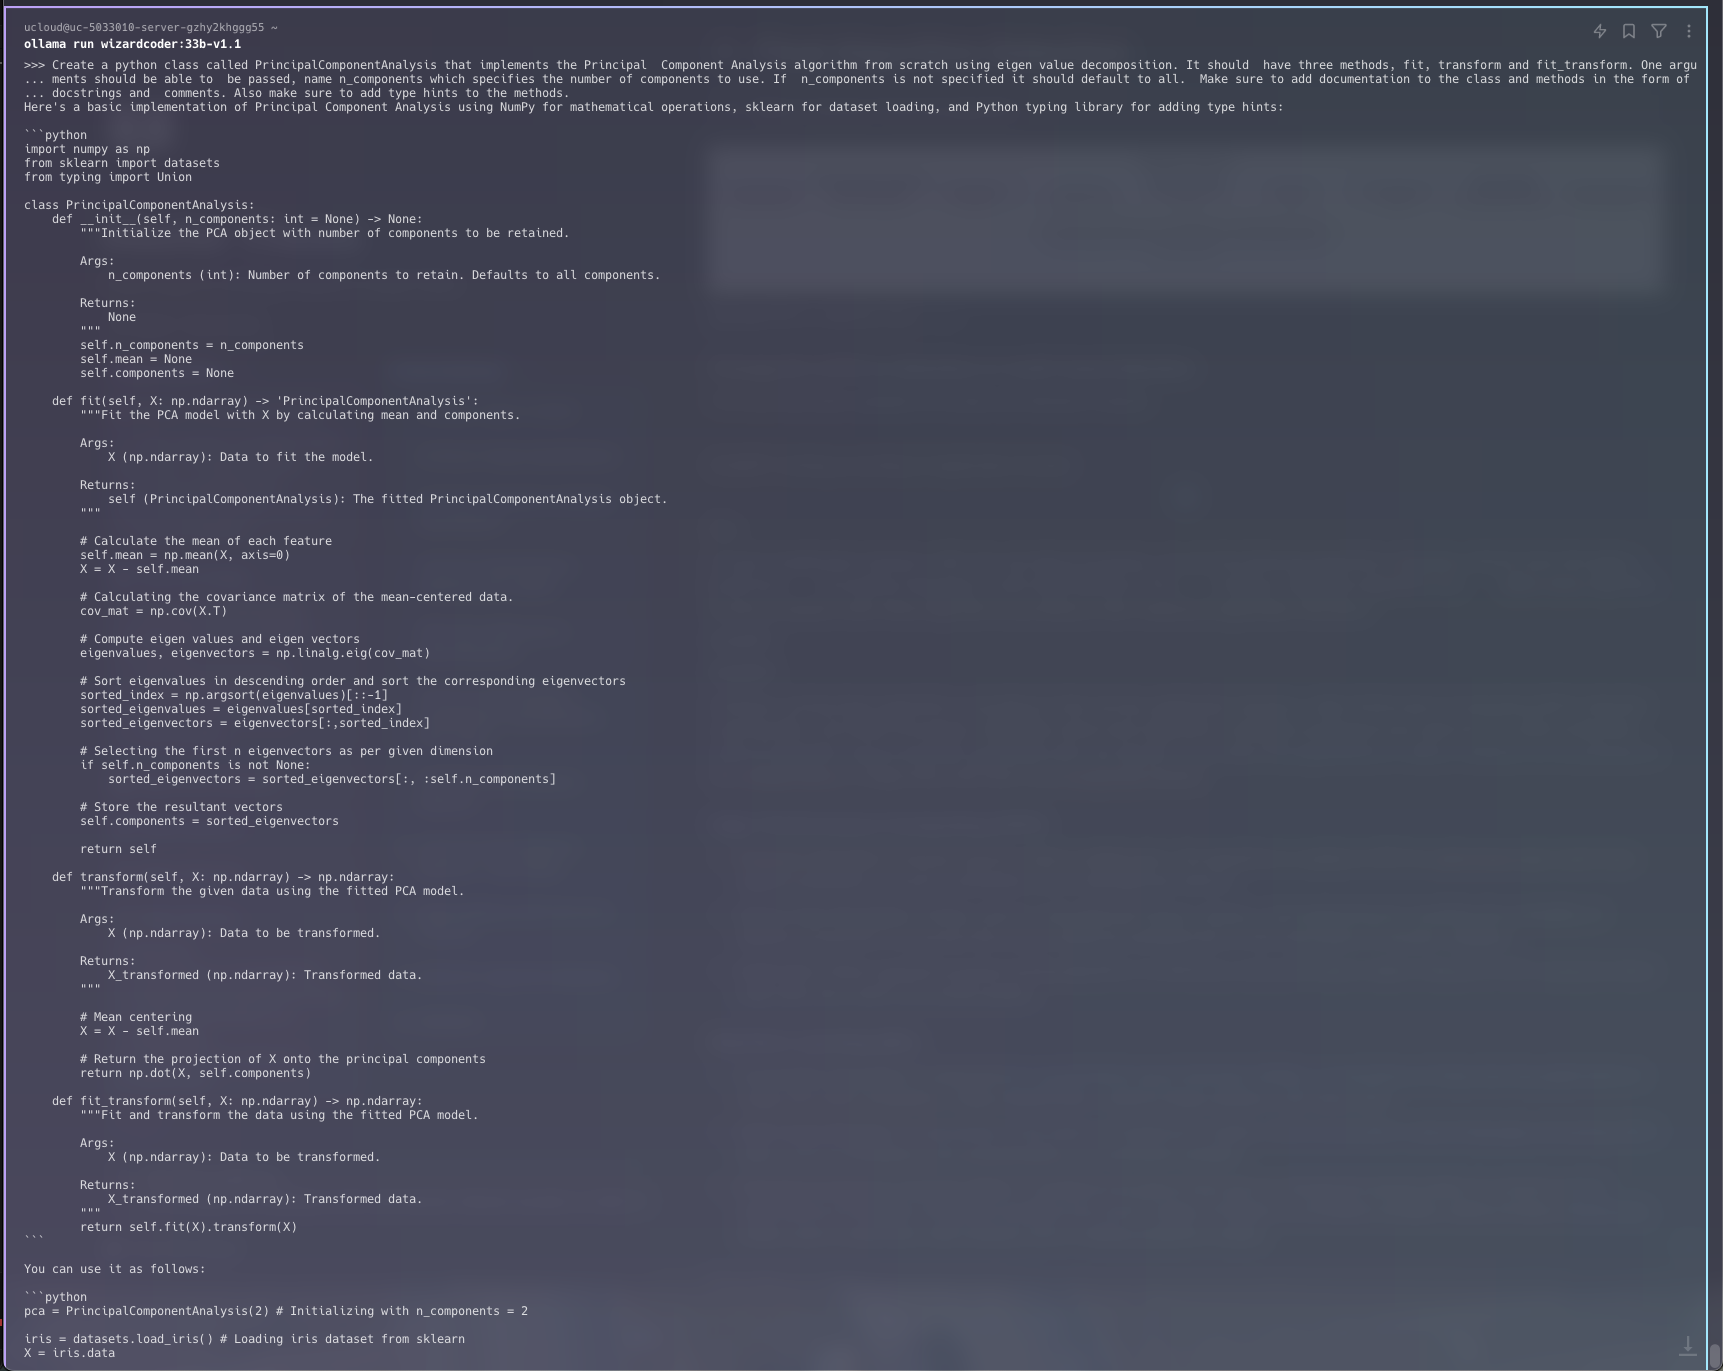 ucloud@uc-5033010-server-gzhy2khggg55 ~
ollama run wizardcoder:33b-v1.1
>>> Create a python class called PrincipalComponentAnalysis that implements the Principal  Component Analysis algorithm from scratch using eigen value decomposition. It should  have three methods, fit, transform and fit_transform. One argu
... ments should be able to  be passed, name n_components which specifies the number of components to use. If  n_components is not specified it should default to all.  Make sure to add documentation to the class and methods in the form of
... docstrings and  comments. Also make sure to add type hints to the methods.
Here's a basic implementation of Principal Component Analysis using NumPy for mathematical operations, sklearn for dataset loading, and Python typing library for adding type hints:

```python
import numpy as np
from sklearn import datasets
from typing import Union

class PrincipalComponentAnalysis:
    def __init__(self, n_components: int = None) -> None:
        """Initialize the PCA object with number of components to be retained.

        Args:
            n_components (int): Number of components to retain. Defaults to all components.

        Returns:
            None
        """
        self.n_components = n_components
        self.mean = None
        self.components = None

    def fit(self, X: np.ndarray) -> 'PrincipalComponentAnalysis':
        """Fit the PCA model with X by calculating mean and components.

        Args:
            X (np.ndarray): Data to fit the model.

        Returns:
            self (PrincipalComponentAnalysis): The fitted PrincipalComponentAnalysis object.
        """

        # Calculate the mean of each feature
        self.mean = np.mean(X, axis=0)
        X = X - self.mean

        # Calculating the covariance matrix of the mean-centered data.
        cov_mat = np.cov(X.T)

        # Compute eigen values and eigen vectors
        eigenvalues, eigenvectors = np.linalg.eig(cov_mat)

        # Sort eigenvalues in descending order and sort the corresponding eigenvectors
        sorted_index = np.argsort(eigenvalues)[::-1]
        sorted_eigenvalues = eigenvalues[sorted_index]
        sorted_eigenvectors = eigenvectors[:,sorted_index]

        # Selecting the first n eigenvectors as per given dimension
        if self.n_components is not None:
            sorted_eigenvectors = sorted_eigenvectors[:, :self.n_components]

        # Store the resultant vectors
        self.components = sorted_eigenvectors

        return self

    def transform(self, X: np.ndarray) -> np.ndarray:
        """Transform the given data using the fitted PCA model.

        Args:
            X (np.ndarray): Data to be transformed.

        Returns:
            X_transformed (np.ndarray): Transformed data.
        """

        # Mean centering
        X = X - self.mean

        # Return the projection of X onto the principal components
        return np.dot(X, self.components)

    def fit_transform(self, X: np.ndarray) -> np.ndarray:
        """Fit and transform the data using the fitted PCA model.

        Args:
            X (np.ndarray): Data to be transformed.

        Returns:
            X_transformed (np.ndarray): Transformed data.
        """
        return self.fit(X).transform(X)
```

You can use it as follows:

```python
pca = PrincipalComponentAnalysis(2) # Initializing with n_components = 2

iris = datasets.load_iris() # Loading iris dataset from sklearn
X = iris.data